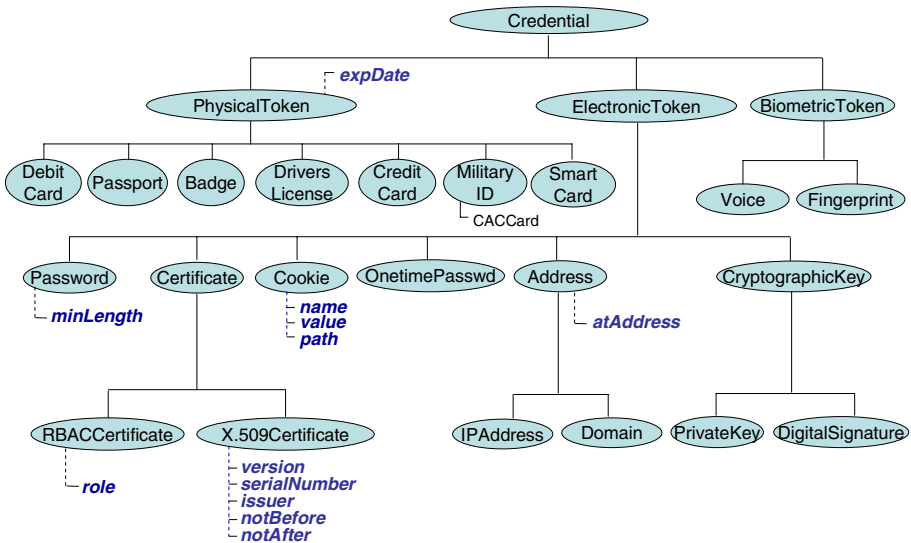 Credential
expDate
PhysicalToken
ElectronicToken
BiometricToken
Debit
Card
Passport
Badge
Drivers
License
Credit
Card
Military
ID
Smart
Card
CACCard
Voice
Fingerprint
Password
Certificate
Cookie
OnetimePasswd
Address
CryptographicKey
minLength
name
value
path
atAddress
RBACCertificate
X.509Certificate
IPAddress
Domain
PrivateKey
DigitalSignature
role
version
serialNumber
issuer
notBefore
notAfter